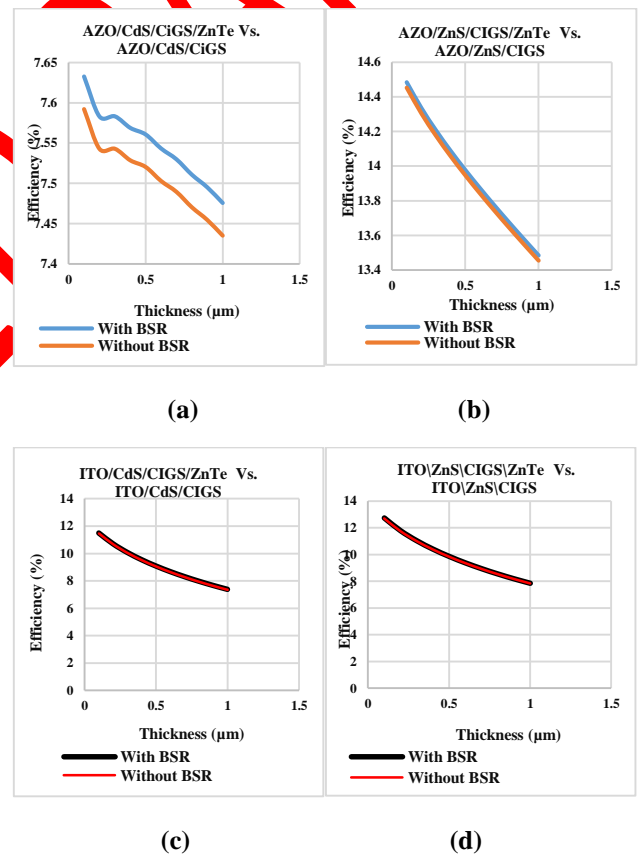 AZO/CdS/CiGS/ZnTe Vs.
AZO/CdS/CiGS
7.65
7.6
7.55
7.5
7.45
7.4
Efficiency (%)
0
0.5
1
1.5
Thickness (µm)
With BSR
Without BSR
(a)
AZO/ZnS/CIGS/ZnTe Vs.
AZO/ZnS/CIGS
14.6
14.4
14.2
14
13.8
13.6
13.4
Efficiency (%)
0
0.5
1
1.5
Thickness (µm)
With BSR
Without BSR
(b)
ITO/CdS/CIGS/ZnTe Vs.
ITO/CdS/CIGS
14
12
10
8
6
4
2
0
Efficiency (%)
0
0.5
1
1.5
Thickness (µm)
With BSR
Without BSR
(c)
ITO\ZnS\CIGS\ZnTe Vs.
ITO\ZnS\CIGS
14
12
10
8
6
4
2
0
Efficiency (%)
0
0.5
1
1.5
Thickness (µm)
With BSR
Without BSR
(d)